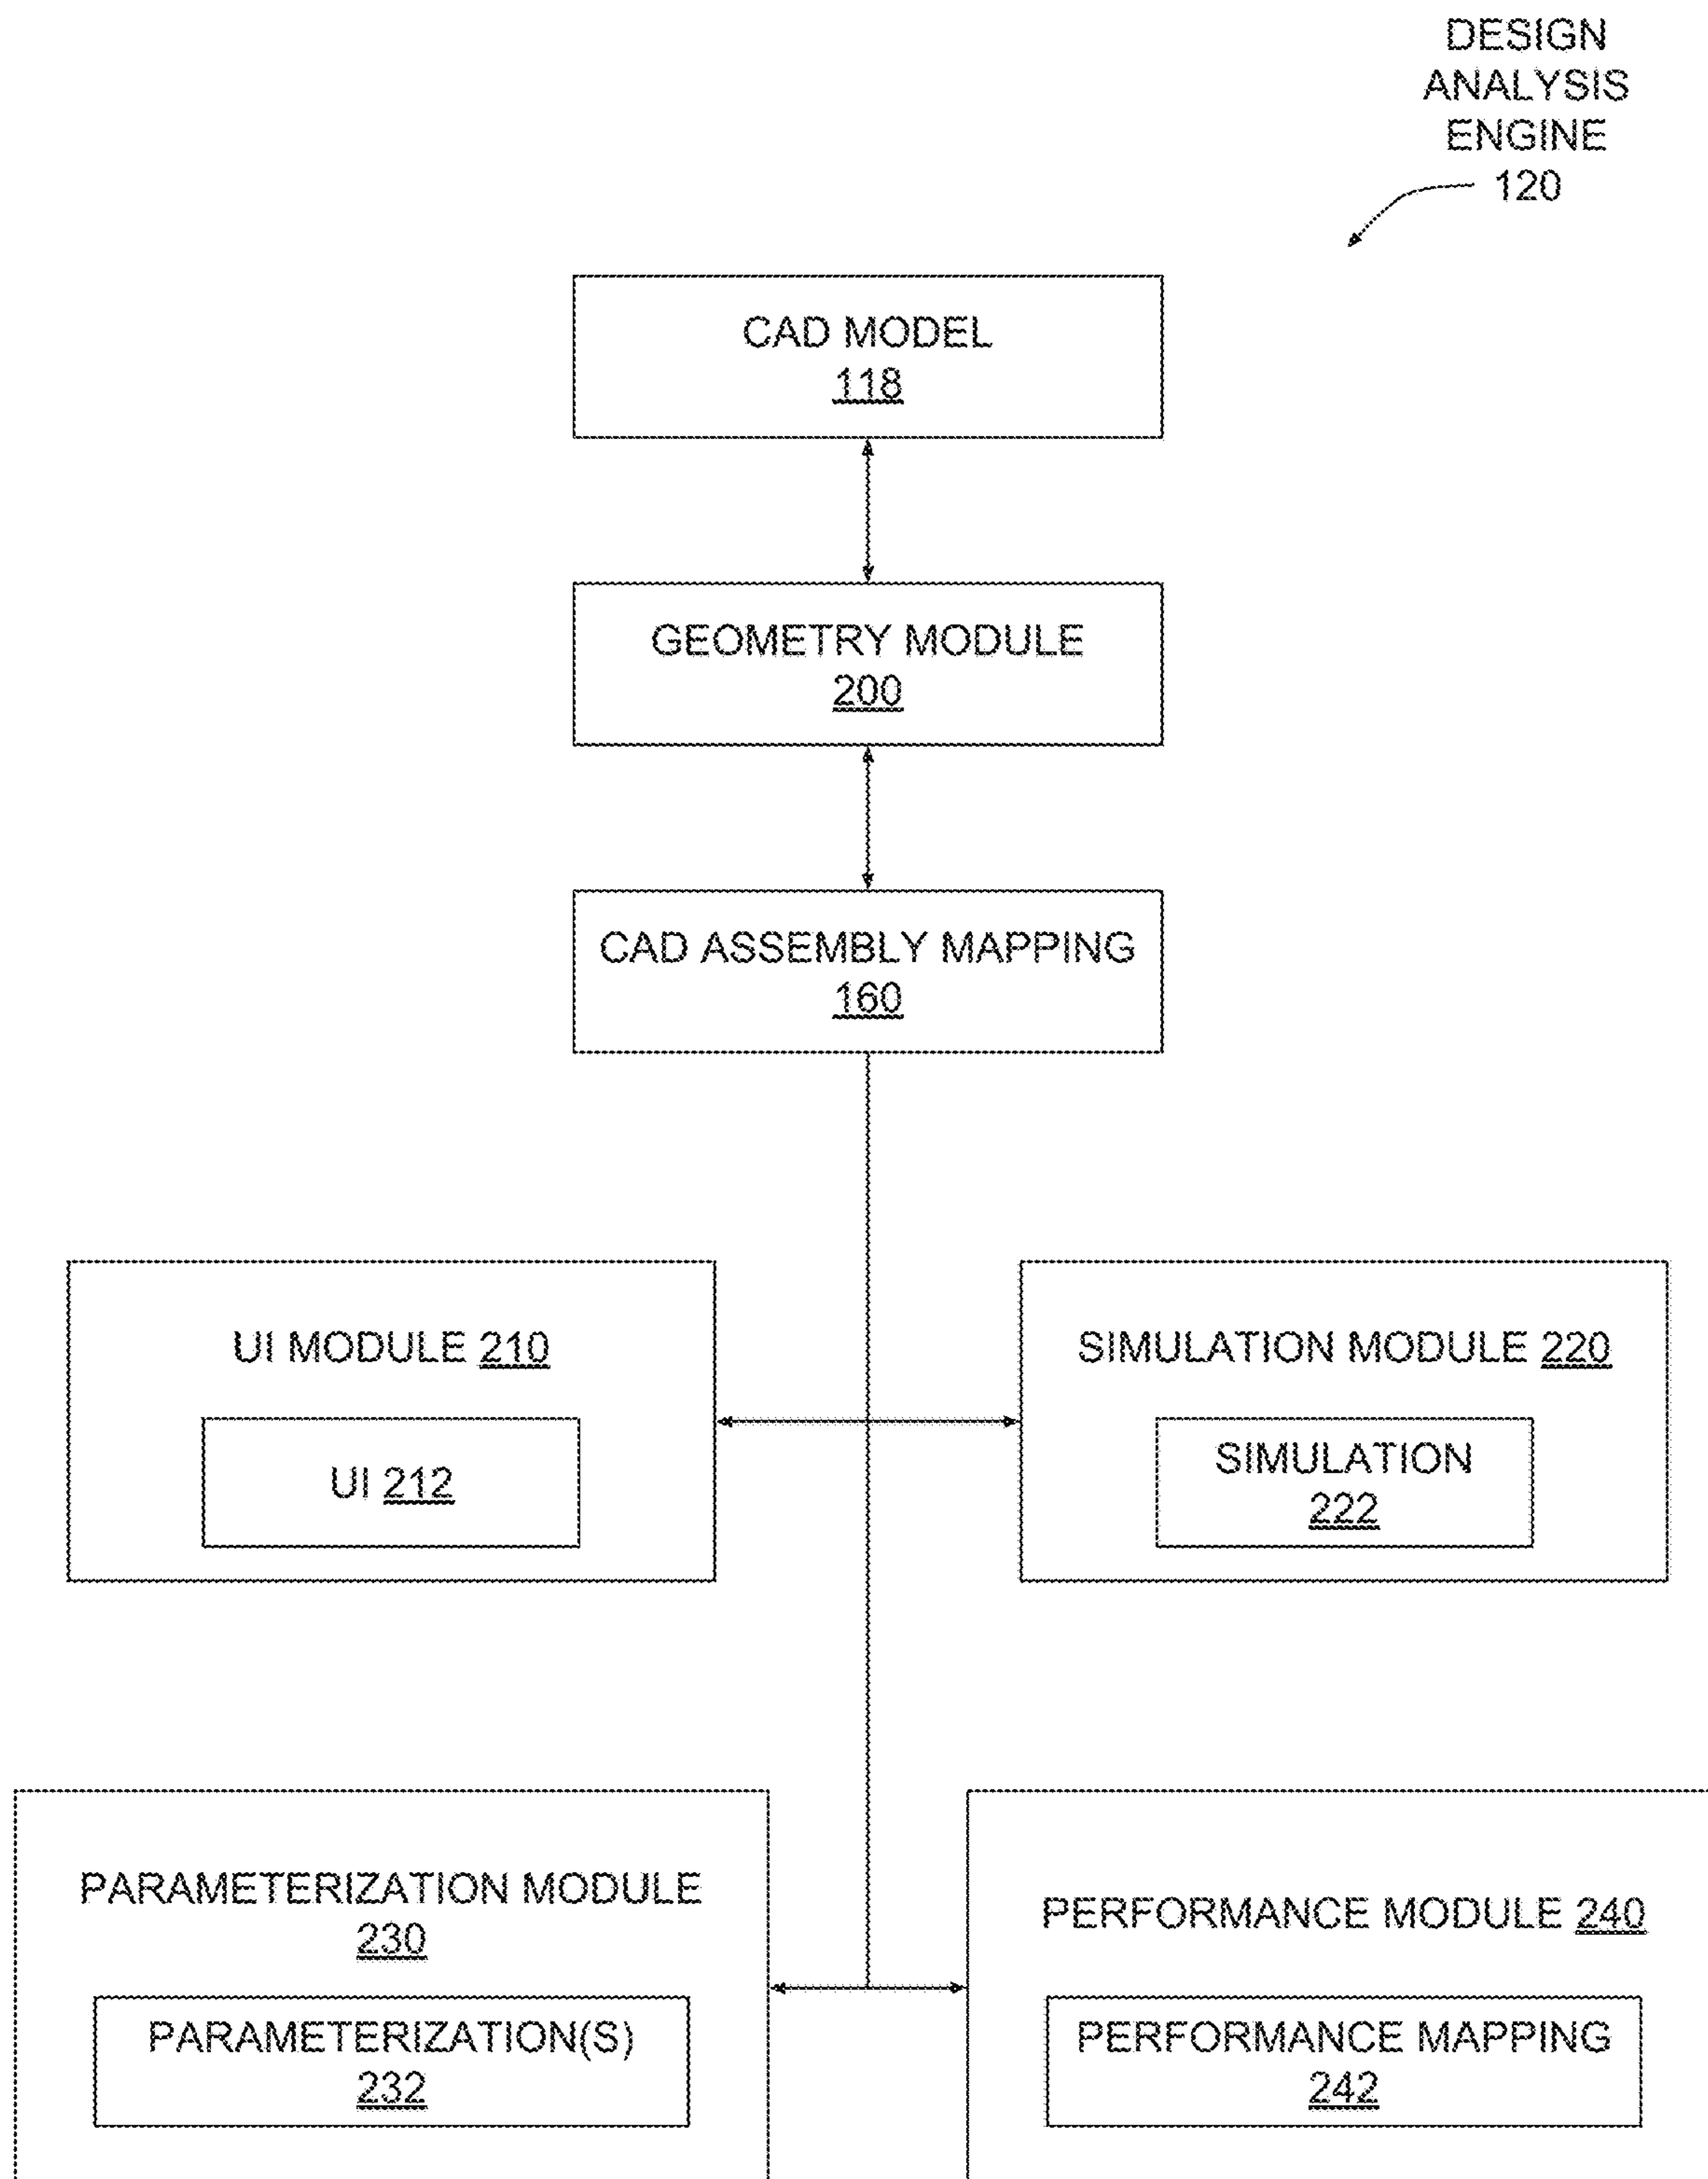 DESIGN
ANALYSIS
ENGINE
120
CAD MODEL
118
GEOMETRY MODULE
200
CAD ASSEMBLY MAPPING
160
UI MODULE 210
UI 212
SIMULATION MODULE 220
SIMULATION
222
PARAMETERIZATION MODULE
230
PARAMETERIZATION(S)
232
PERFORMANCE MODULE 240
PERFORMANCE MAPPING
242